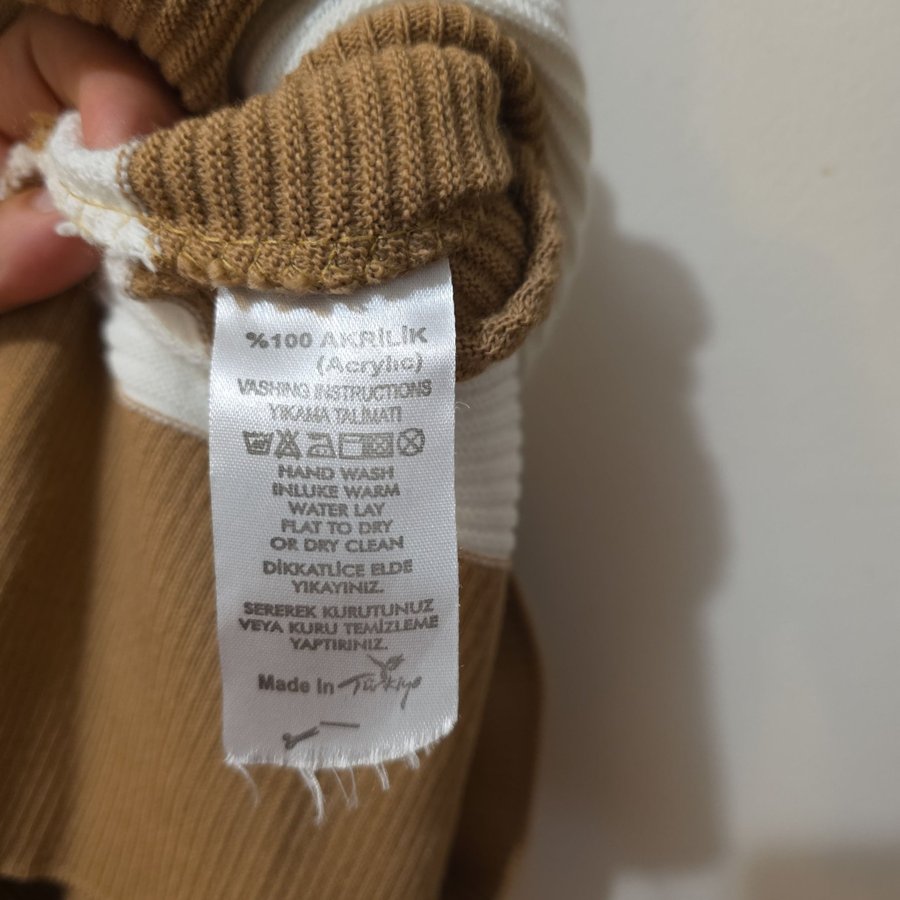 %100 AKRİLİK
(Acrylic)
VASHING INSTRUCTIONS
YIKAMA TALİMATI
HAND WASH
INLUKE WARM
WATER LAY
FLAT TO DRY
OR DRY CLEAN
DİKKATLİCE ELDE
YIKAYINIZ.
SEREREK KURUTUNUZ
VEYA KURU TEMİZLEME
YAPTIRINIZ.
Made in Türkiye